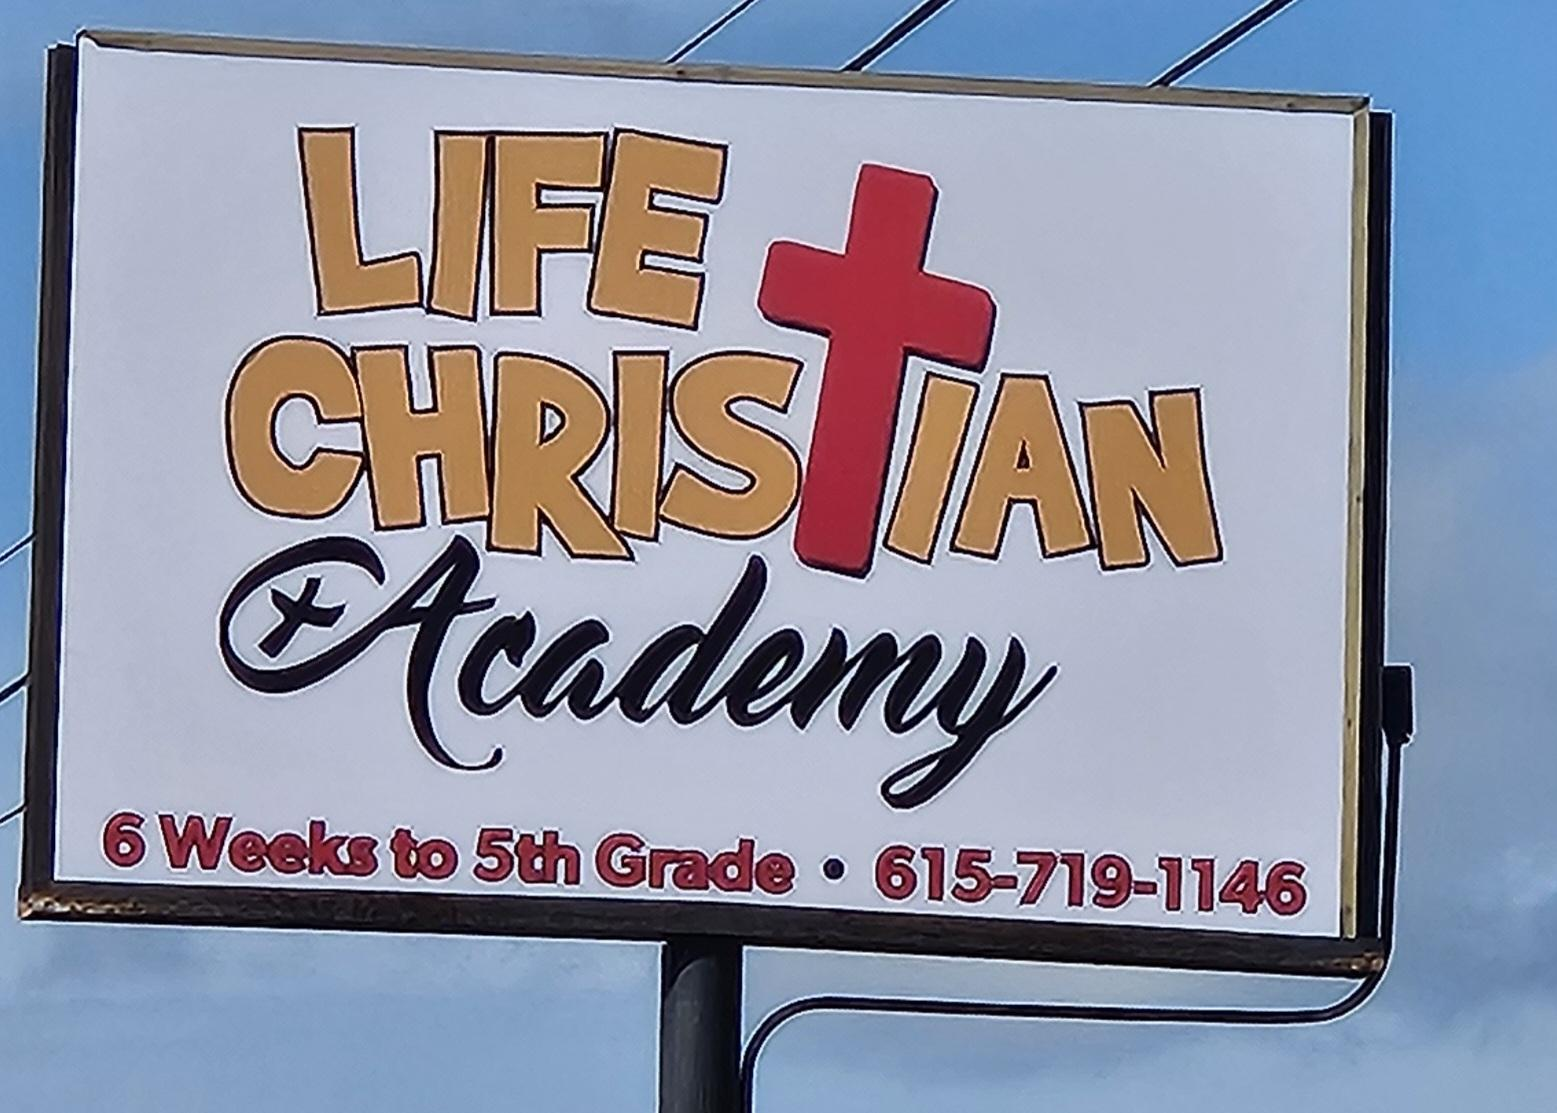 LIFE
CHRISTIAN
Academy
6 Weeks to 5th Grade • 615-719-1146